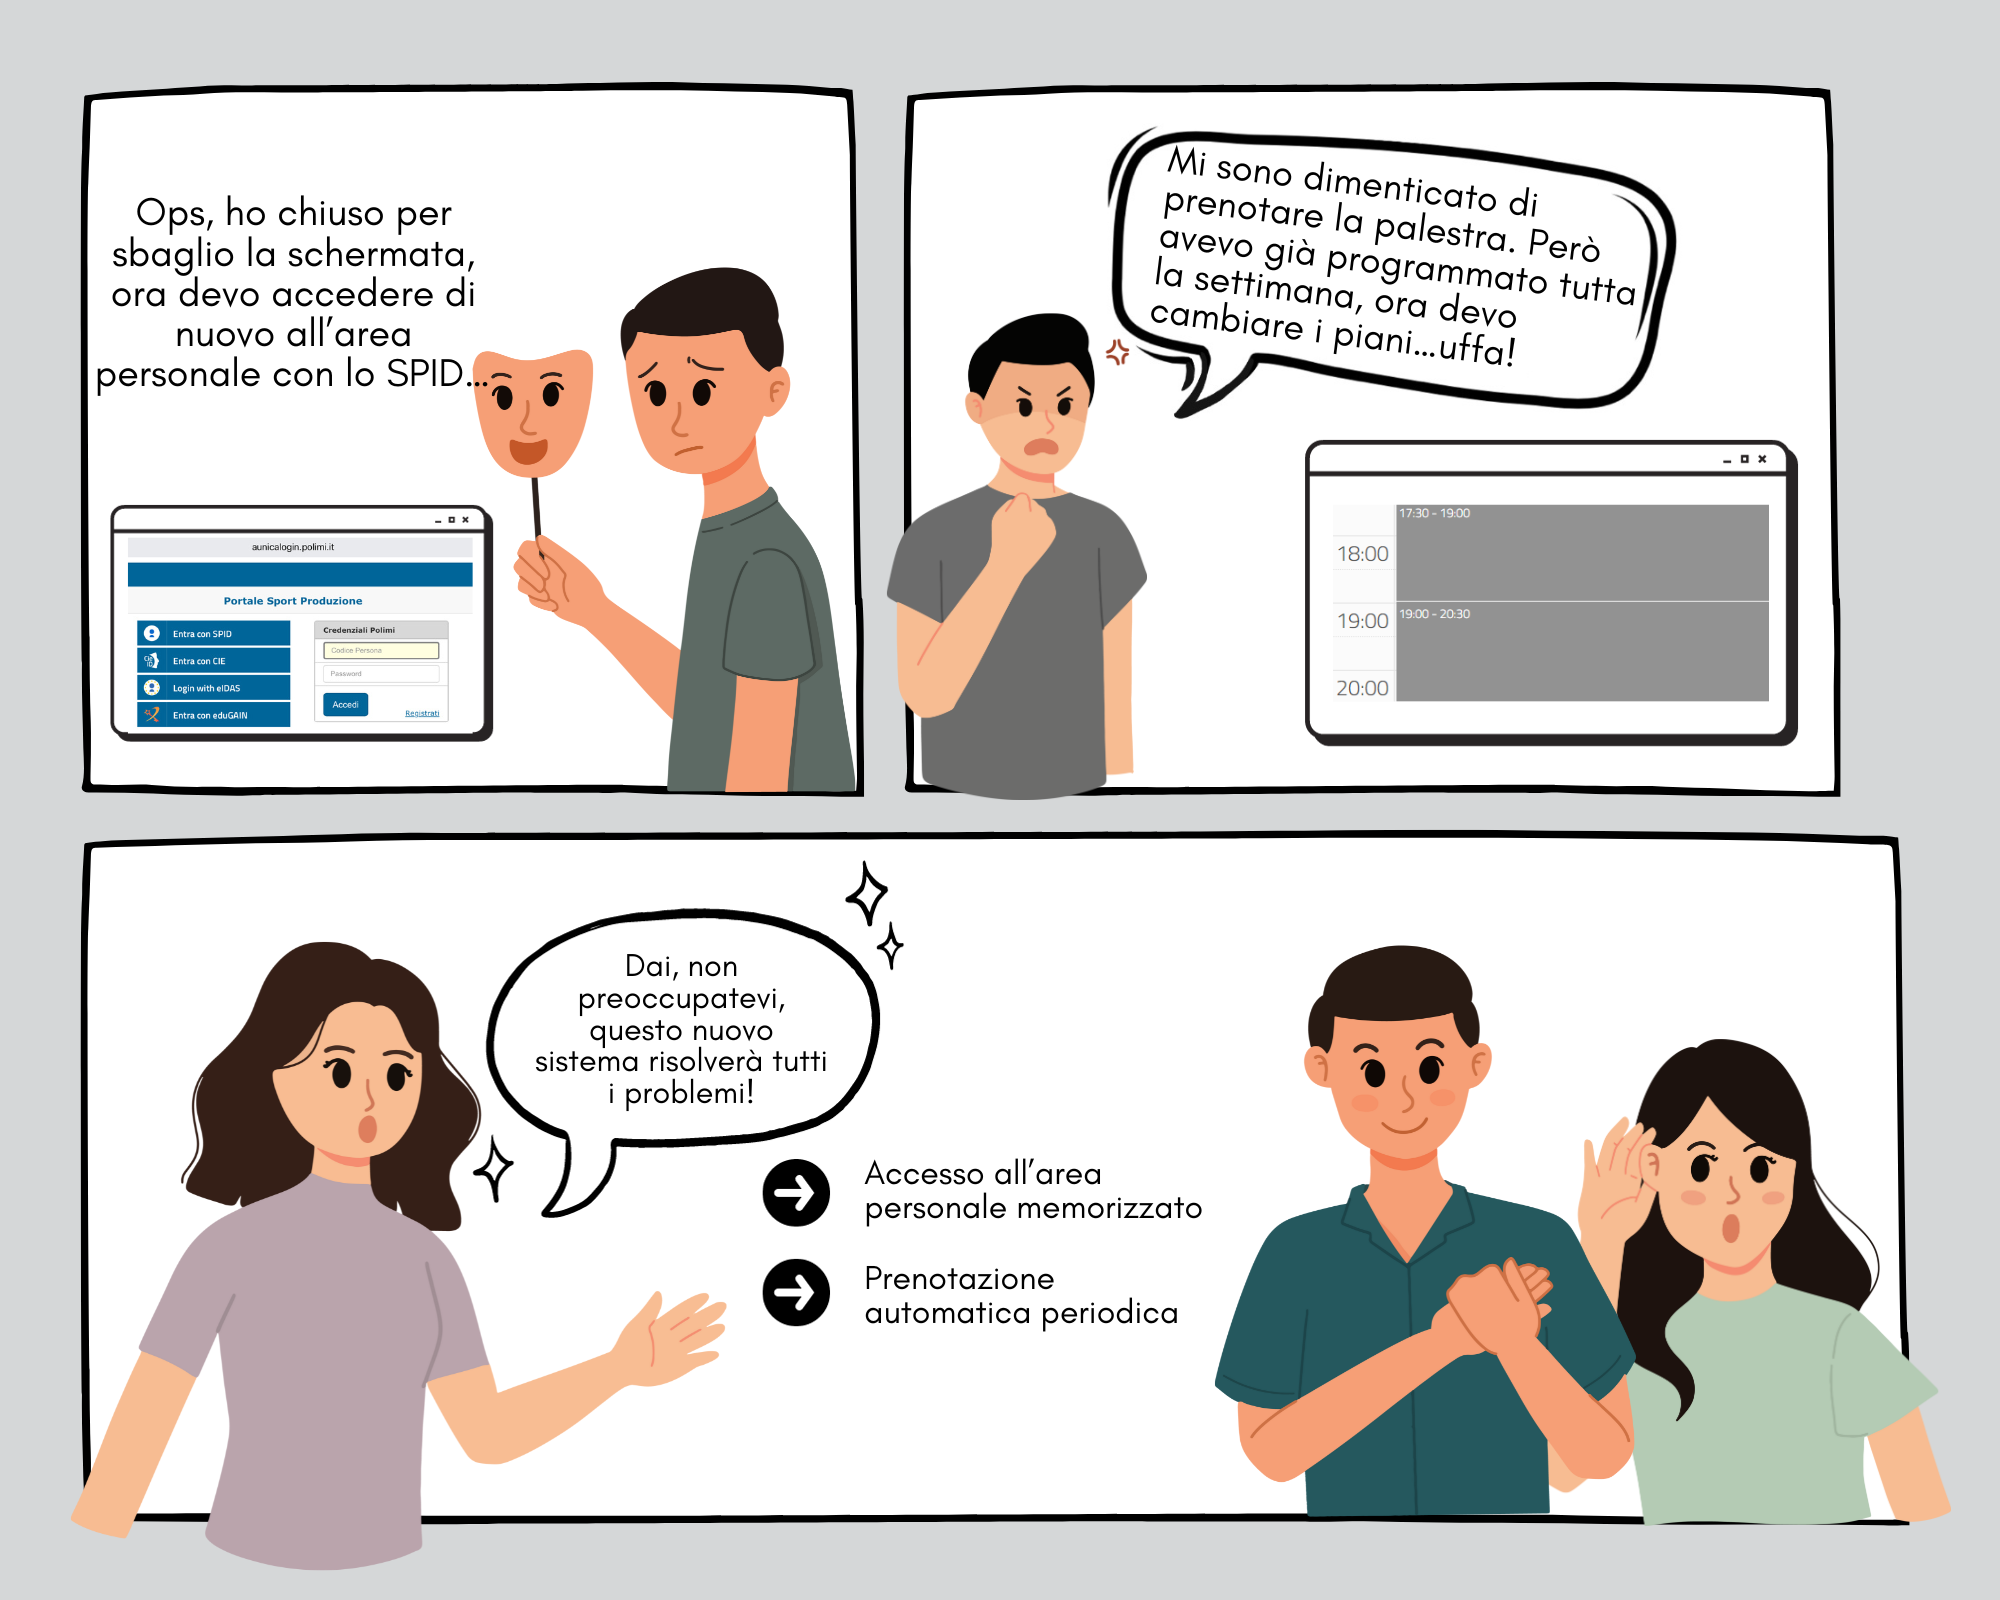 Ops, ho chiuso per
sbaglio la schermata,
ora devo accedere di
nuovo all’area
personale con lo SPID...
aunicalogin.polimi.it
Portale Sport Produzione
Entra con SPID
Entra con CIE
Login with eIDAS
Entra con eduGAIN
Credenziali Polimi
Codice Persona
Password
Accedi
Registrati
Mi sono dimenticato di
prenotare la palestra. Però
avevo già programmato tutta
la settimana, ora devo
cambiare i piani...uffa!
17:30 - 19:00
18:00
19:00
19:00 - 20:30
20:00
Dai, non
preoccupatevi,
questo nuovo
sistema risolverà tutti
i problemi!
Accesso all’area
personale memorizzato
Prenotazione
automatica periodica